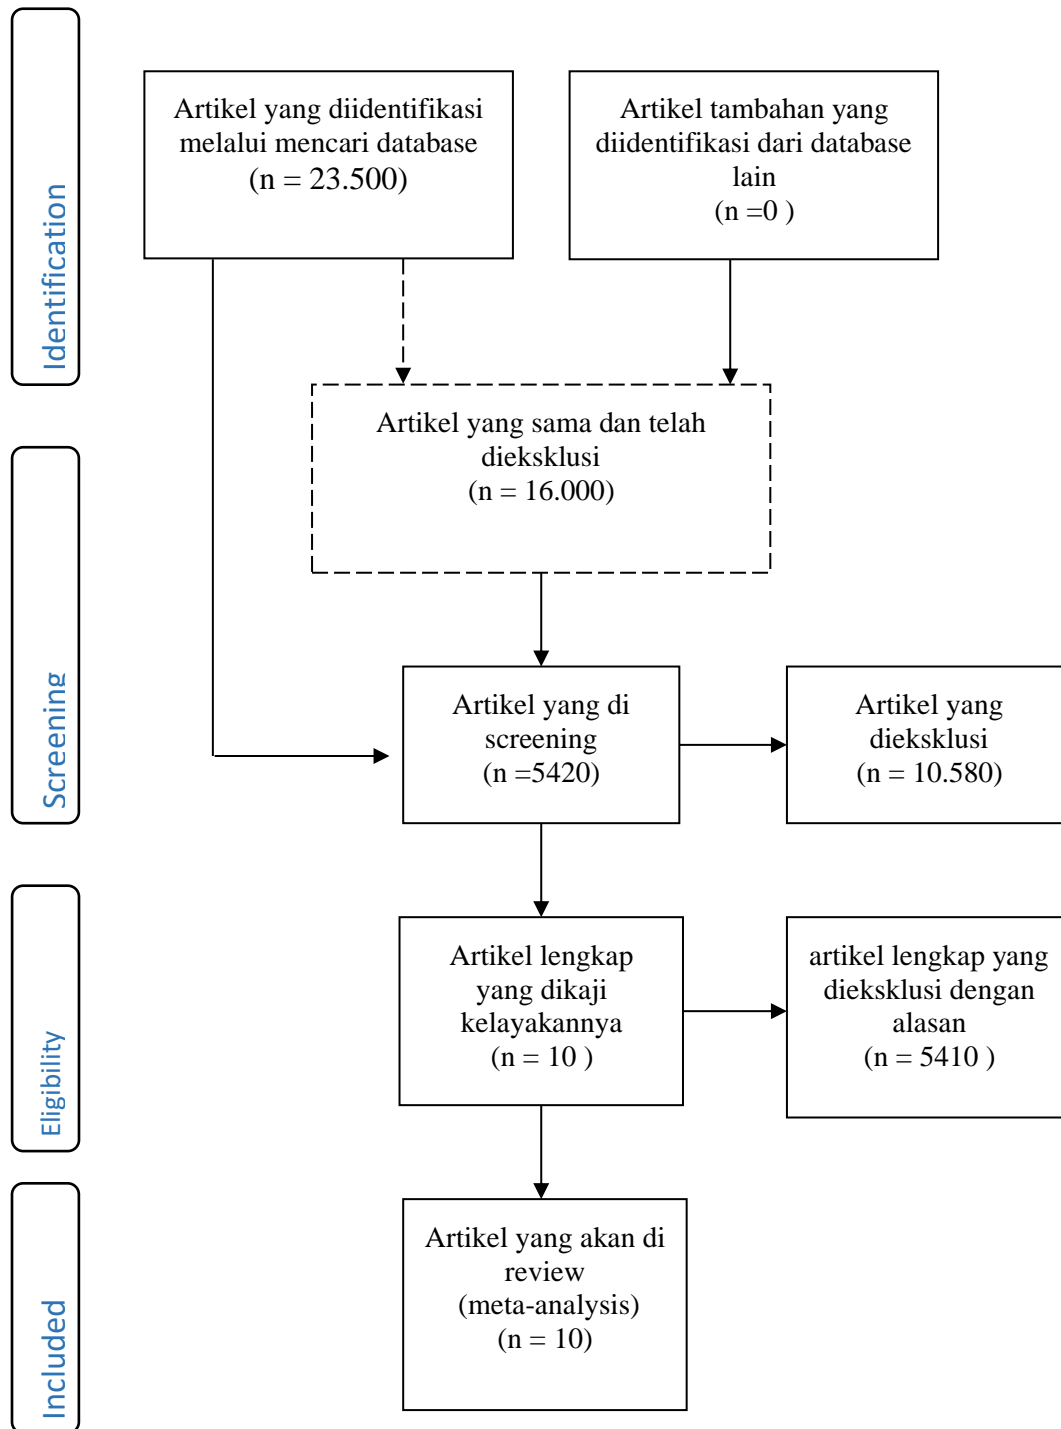 Identification
Artikel yang diidentifikasi
melalui mencari database
(n = 23.500)
Artikel tambahan yang
diidentifikasi dari database
lain
(n =0 )
Artikel yang sama dan telah
dieksklusi
(n = 16.000)
Screening
Artikel yang di
screening
(n =5420)
Artikel yang
dieksklusi
(n = 10.580)
Eligibility
Artikel lengkap
yang dikaji
kelayakannya
(n = 10 )
artikel lengkap yang
dieksklusi dengan
alasan
(n = 5410 )
Included
Artikel yang akan di
review
(meta-analysis)
(n = 10)